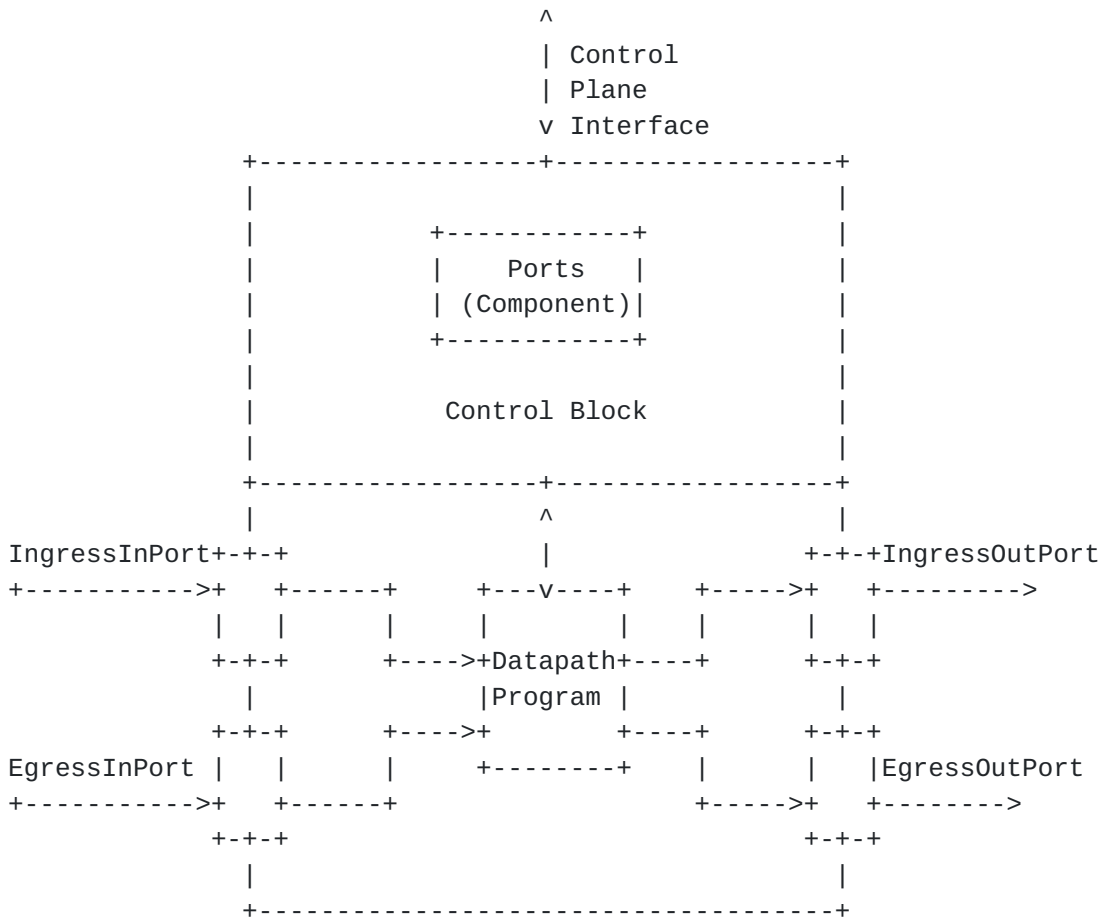 Control
Plane
Interface
Ports
(Component)
Control Block
IngressInPort
IngressOutPort
Datapath
Program
EgressInPort
EgressOutPort